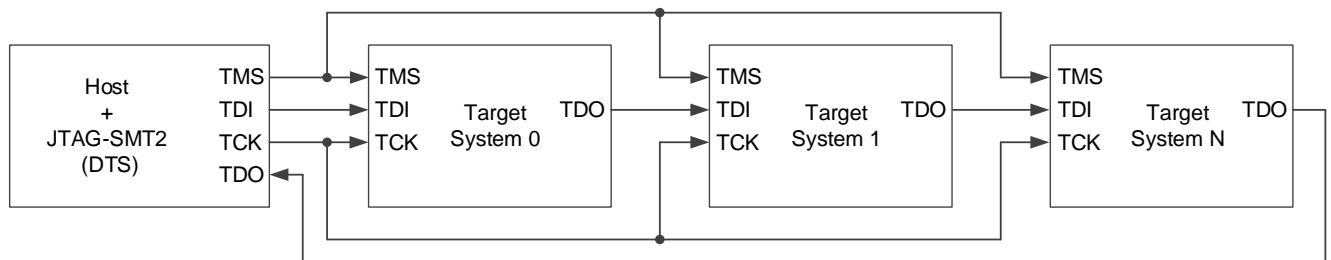 Host
+
JTAG-SMT2
(DTS)
TMS
TDI
TCK
TDO
TMS
TDI
TCK
Target
System 0
TDO
TMS
TDI
TCK
Target
System 1
TDO
TMS
TDI
TCK
Target
System N
TDO